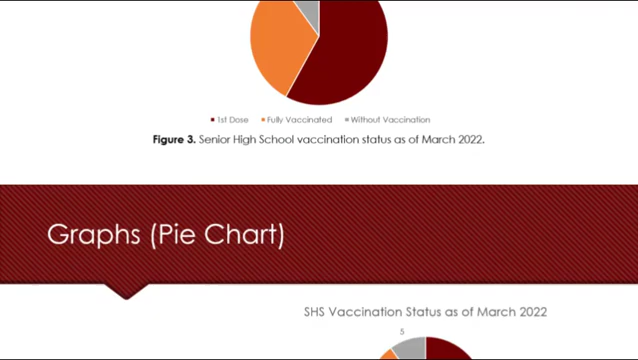 1st Dose Fully Vaccinated Without Vaccination
Figure 3. Senior High School vaccination status as of March 2022.
Graphs (Pie Chart)
SHS Vaccination Status as of March 2022
5